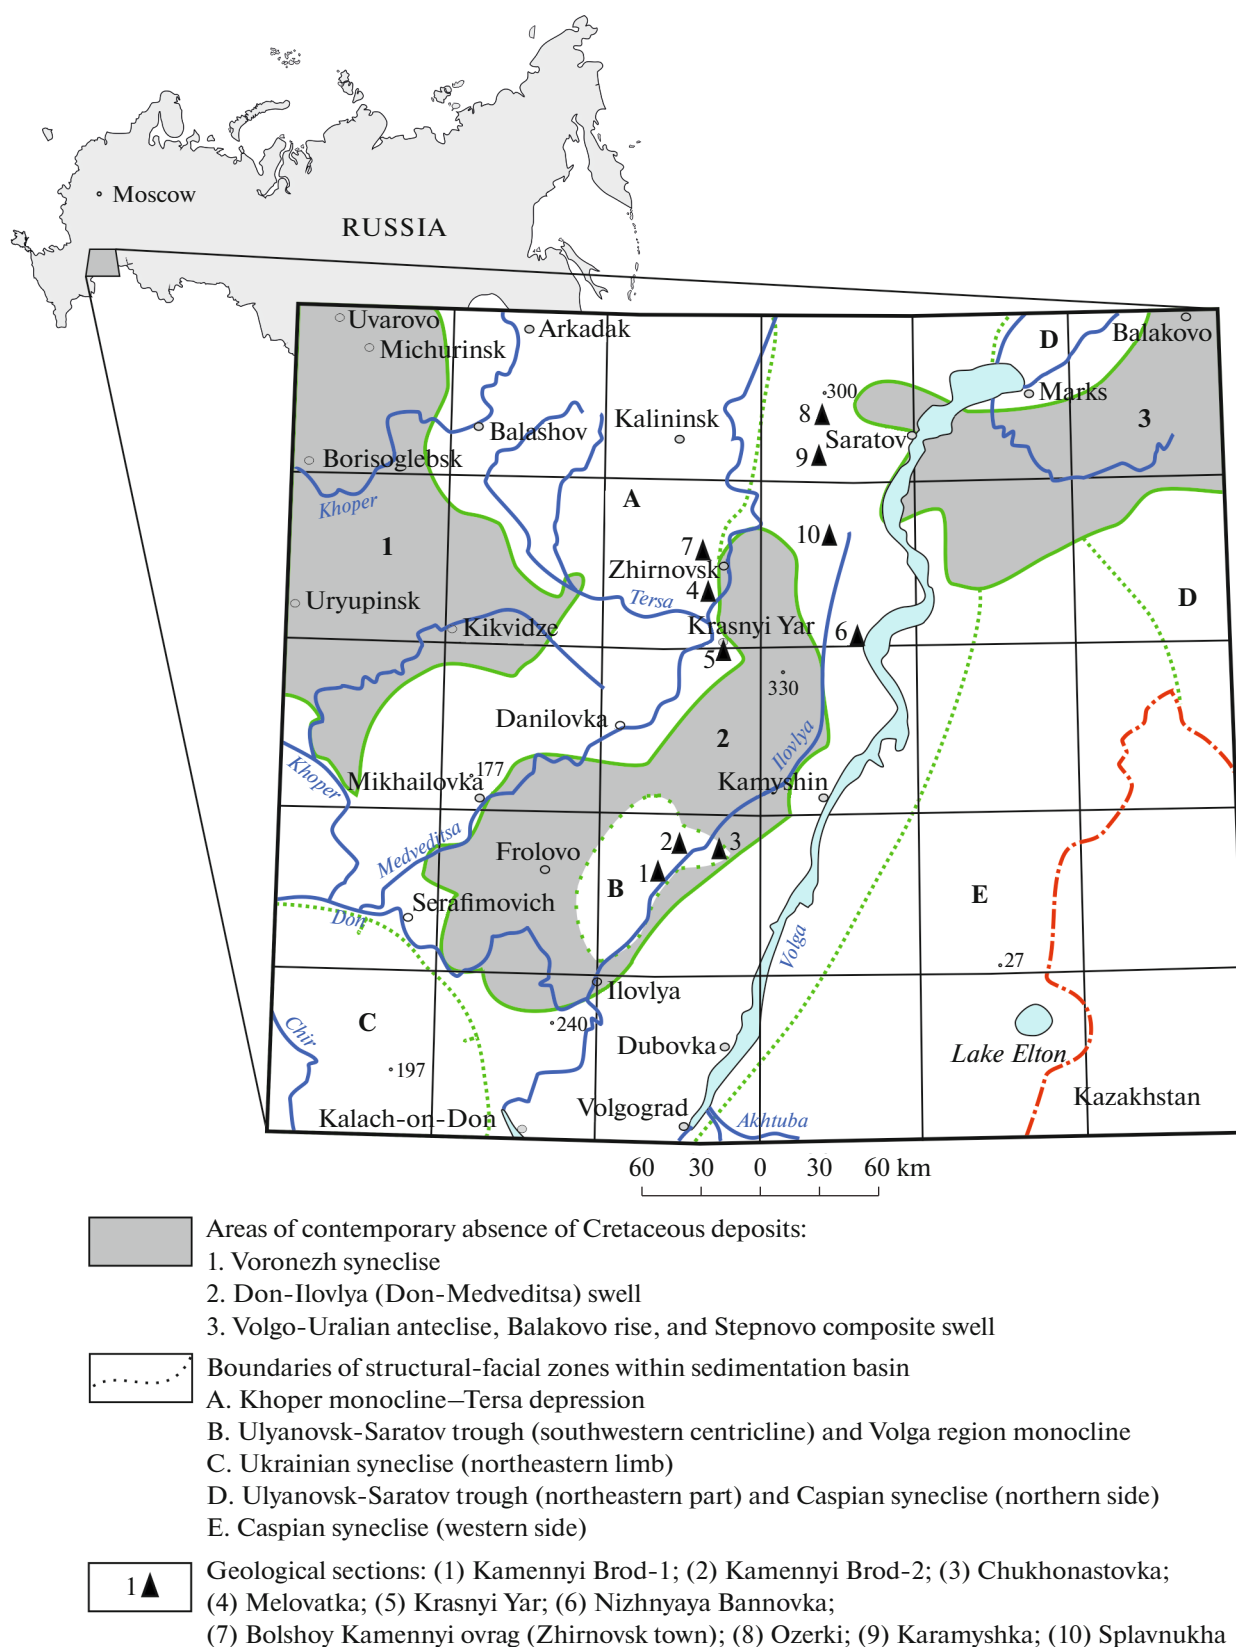 Moscow
RUSSIA
Uvarovo
Arkadak
D
Balakovo
Michurinsk
300
Marks
8
Kalininsk
3
Balashov
Saratov
9
Borisoglebsk
A
Khoper
1
7
10
Zhirnovsk
4
Tersa
Uryupinsk
D
Kikvidze
Krasnyi Yar
6
5
330
Danilovka
2
Ilovlya
Khoper
Mikhailovka
177
Kamyshin
Medveditsa
2
3
Frolovo
1
B
E
Serafimovich
Don
Volga
27
Ilovlya
C
240
Chir
Dubovka
Lake Elton
197
Kazakhstan
Kalach-on-Don
Volgograd
Akhtuba
60 30 0 30 60 km
Areas of contemporary absence of Cretaceous deposits:
1. Voronezh syneclise
2. Don-Ilovlya (Don-Medveditsa) swell
3. Volgo-Uralian anteclise, Balakovo rise, and Stepnovo composite swell
Boundaries of structural-facial zones within sedimentation basin
A. Khoper monocline–Tersa depression
B. Ulyanovsk-Saratov trough (southwestern centricline) and Volga region monocline
C. Ukrainian syneclise (northeastern limb)
D. Ulyanovsk-Saratov trough (northeastern part) and Caspian syneclise (northern side)
E. Caspian syneclise (western side)
1
Geological sections: (1) Kamennyi Brod-1; (2) Kamennyi Brod-2; (3) Chukhonastovka;
(4) Melovatka; (5) Krasnyi Yar; (6) Nizhnyaya Bannovka;
(7) Bolshoy Kamennyi ovrag (Zhirnovsk town); (8) Ozerki; (9) Karamyshka; (10) Splavnukha